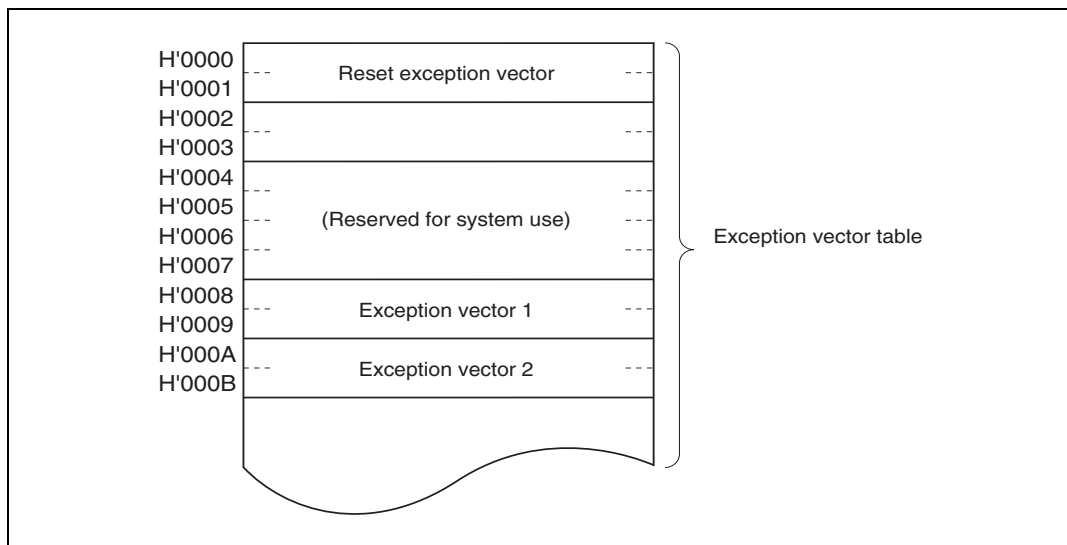 H'0000
Reset exception vector
H'0001
H'0002
H'0003
H'0004
H'0005
(Reserved for system use)
H'0006
Exception vector table
H'0007
H'0008
Exception vector 1
H'0009
H'000A
Exception vector 2
H'000B